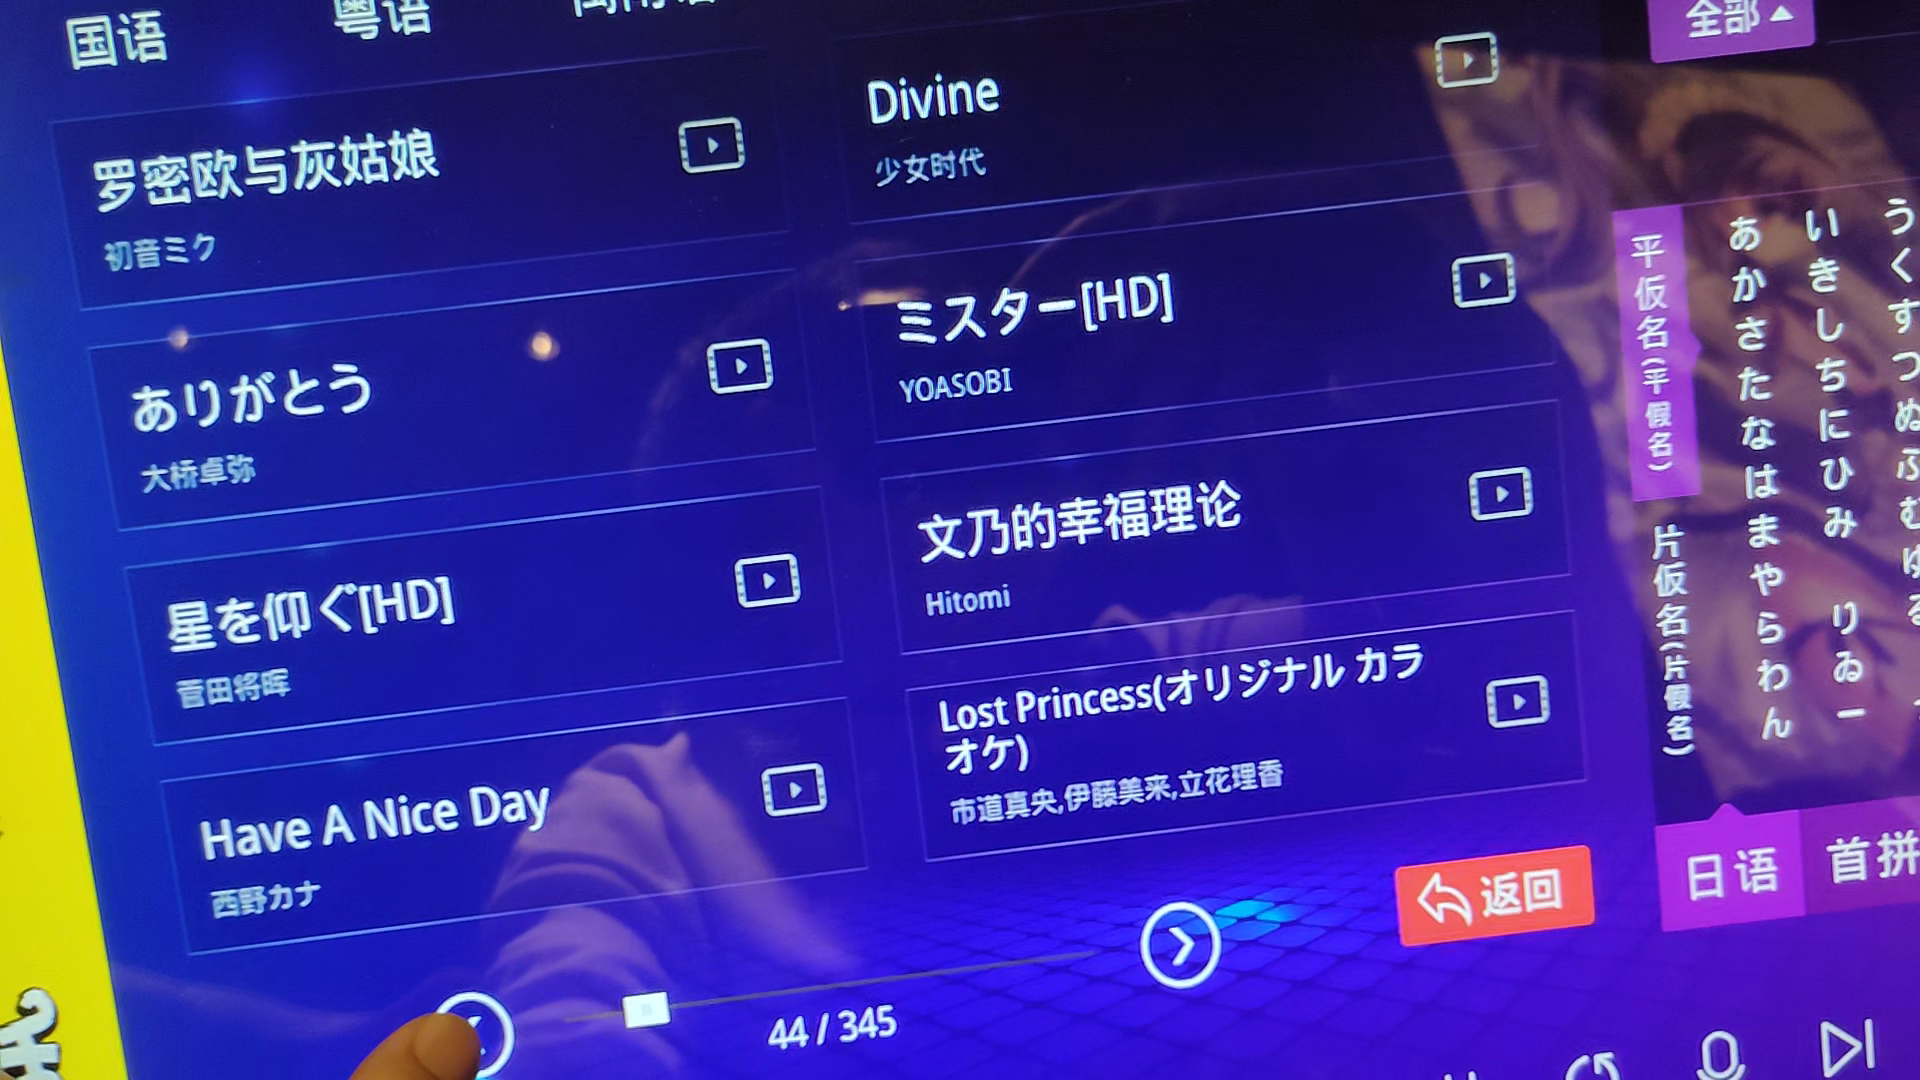 国语
粤语
全部
罗密欧与灰姑娘
初音ミク
Divine
少女时代
ありがとう
大桥卓弥
ミスター[HD]
YOASOBI
星を仰ぐ[HD]
菅田将晖
文乃的幸福理论
Hitomi
Have A Nice Day
西野カナ
Lost Princess(オリジナル カラ
オケ)
市道真央,伊藤美来,立花理香
44 / 345
返回
平仮名(平假名)
片仮名(片假名)
あかさたなはまやらわん
いきしちにひみ りゐー
うくすつぬふむゆる
日语
首拼